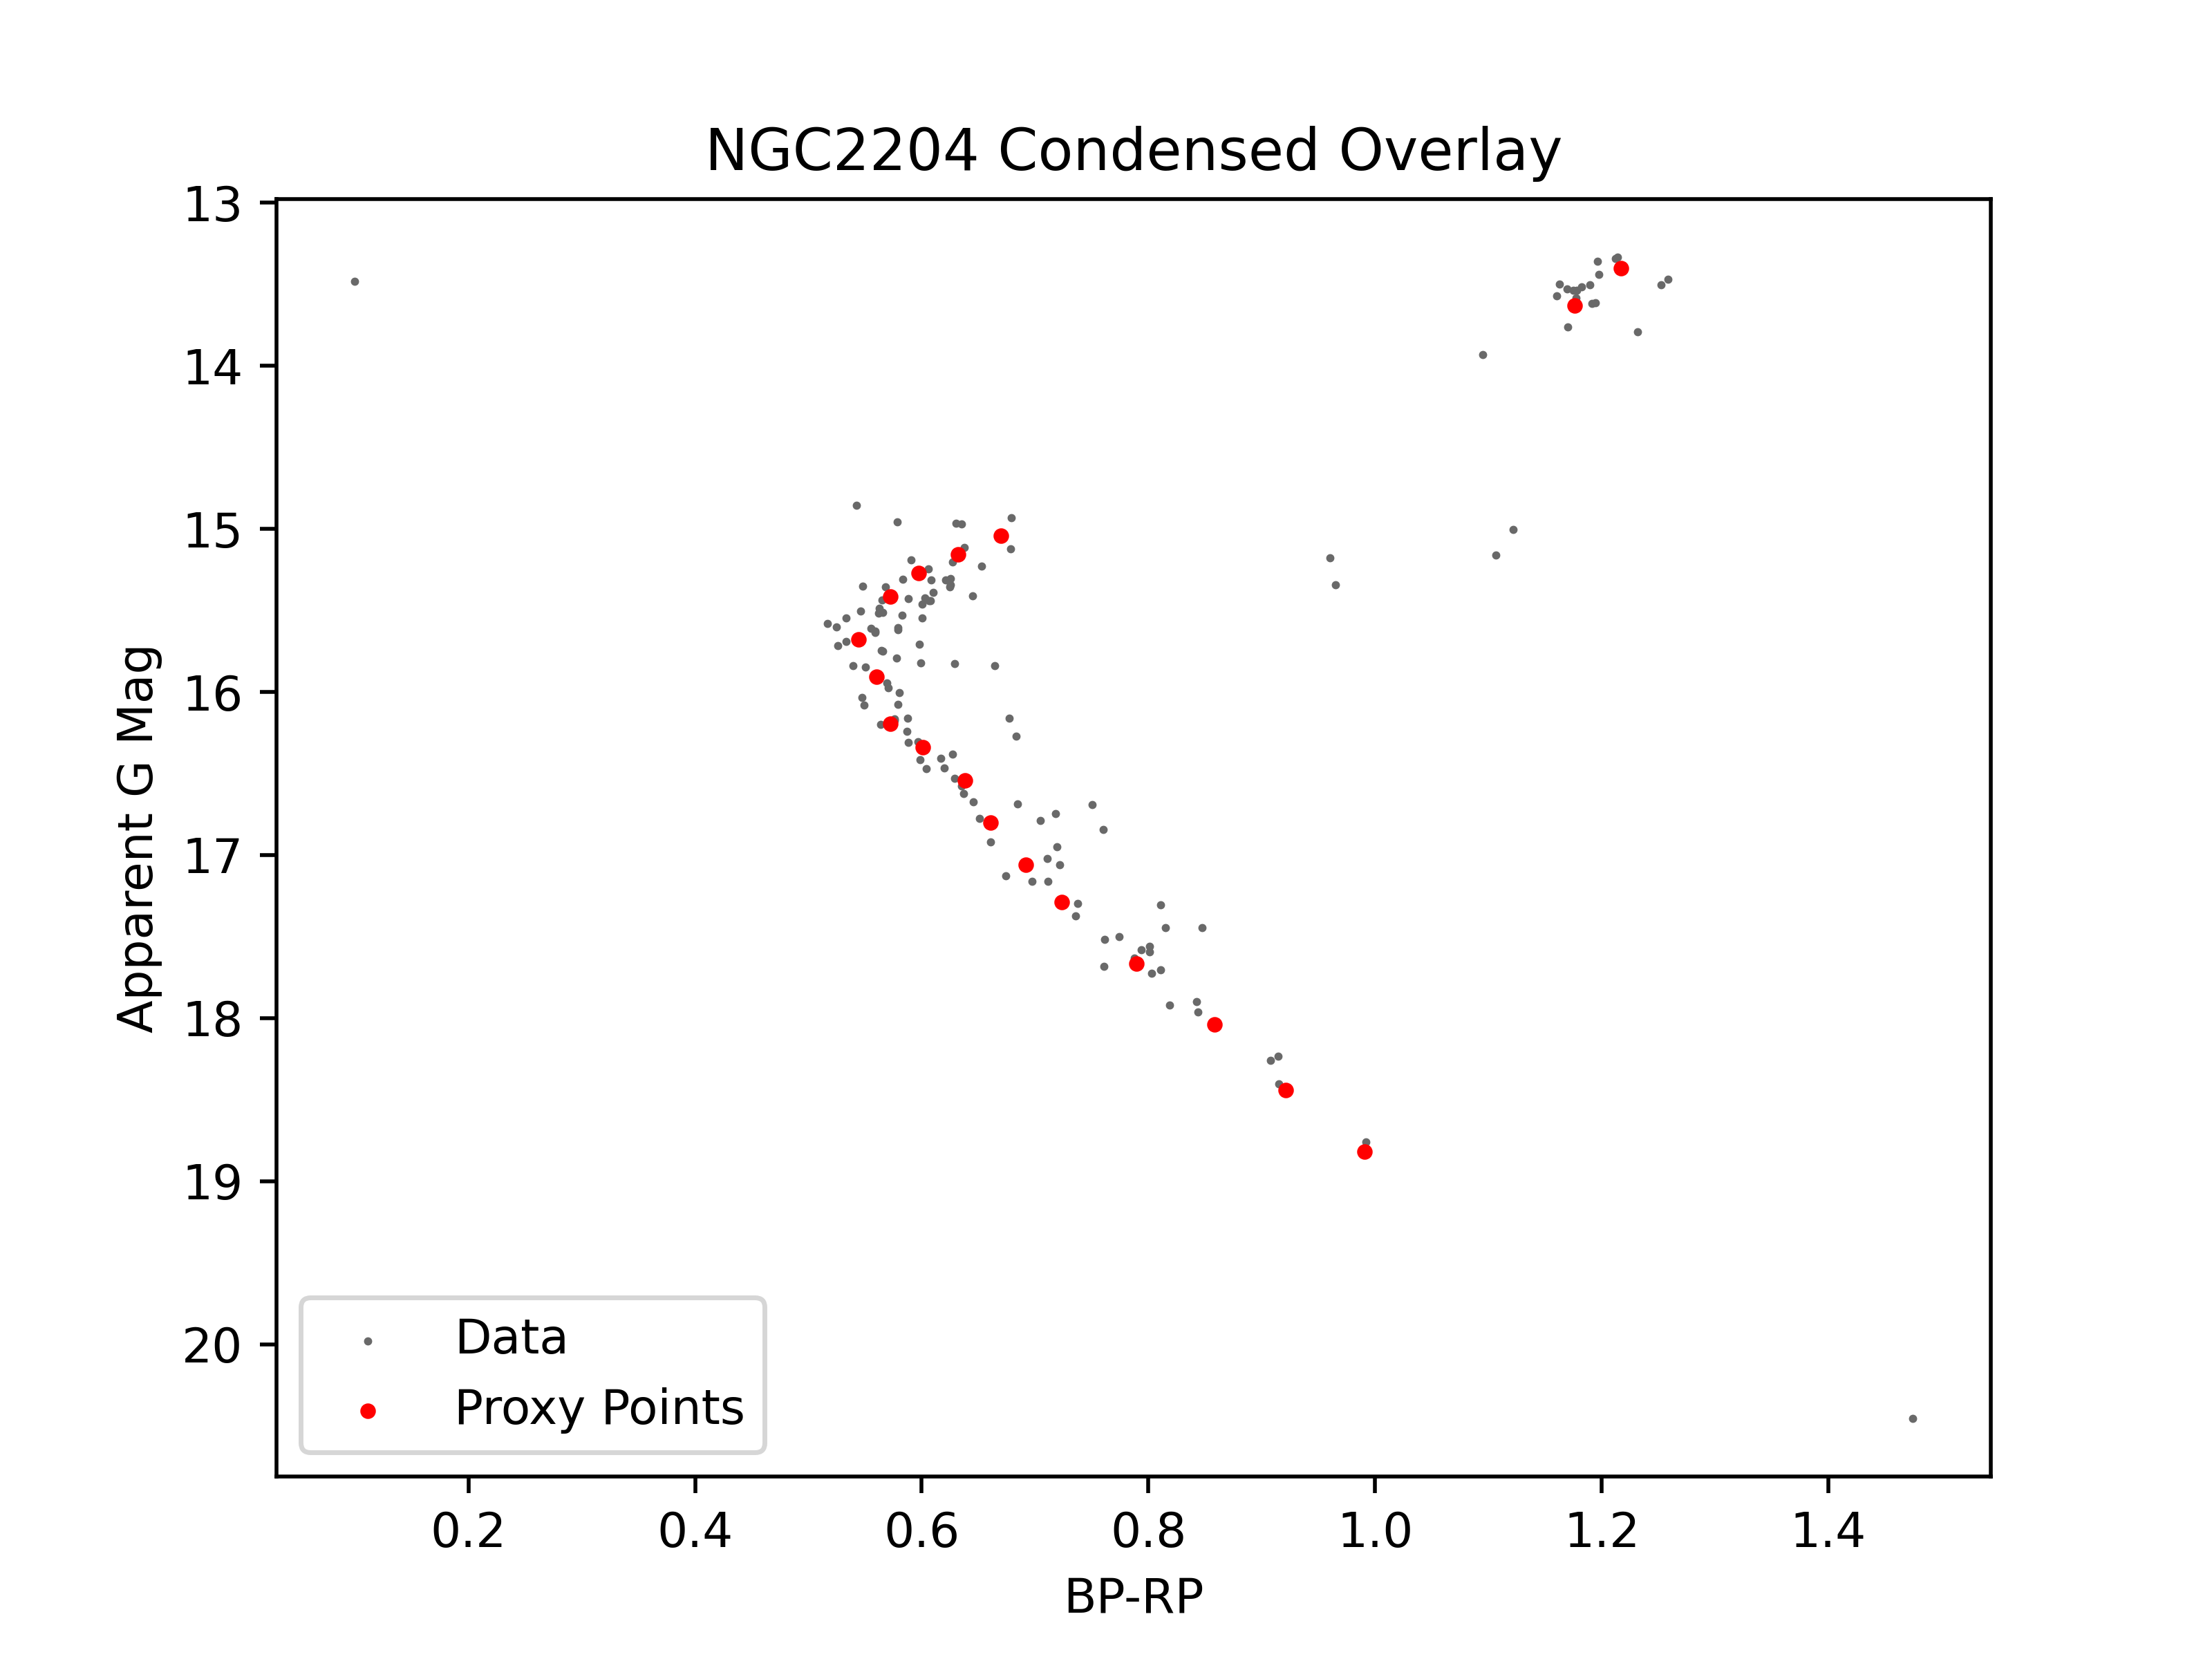 NGC2204 Condensed Overlay
13
14
15
16
17
18
19
20
Apparent G Mag
Data
Proxy Points
0.2 0.4 0.6 0.8 1.0 1.2 1.4
BP-RP